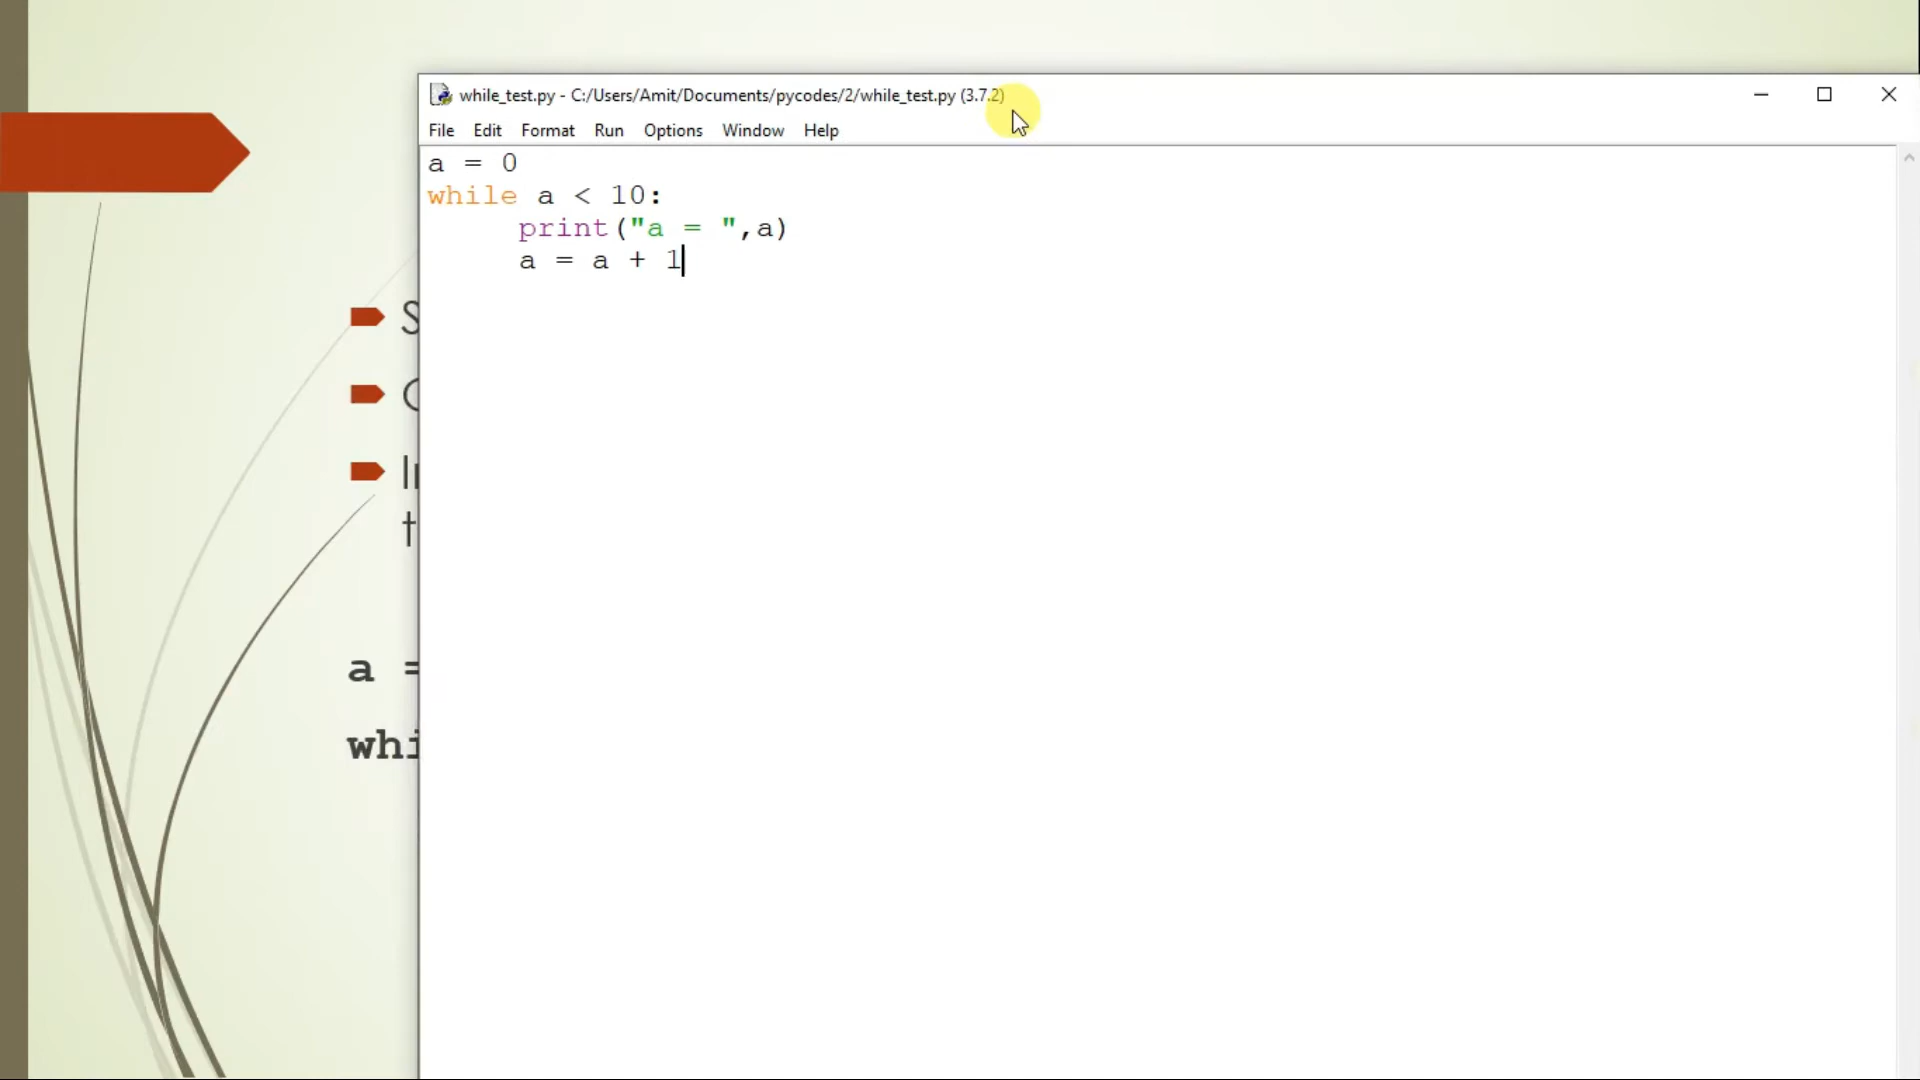 while_test.py - C:/Users/Amit/Documents/pycodes/2/while_test.py (3.7.2)
File Edit Format Run Options Window Help
a = 0
while a < 10:
print("a = ",a)
a = a + 1
a =